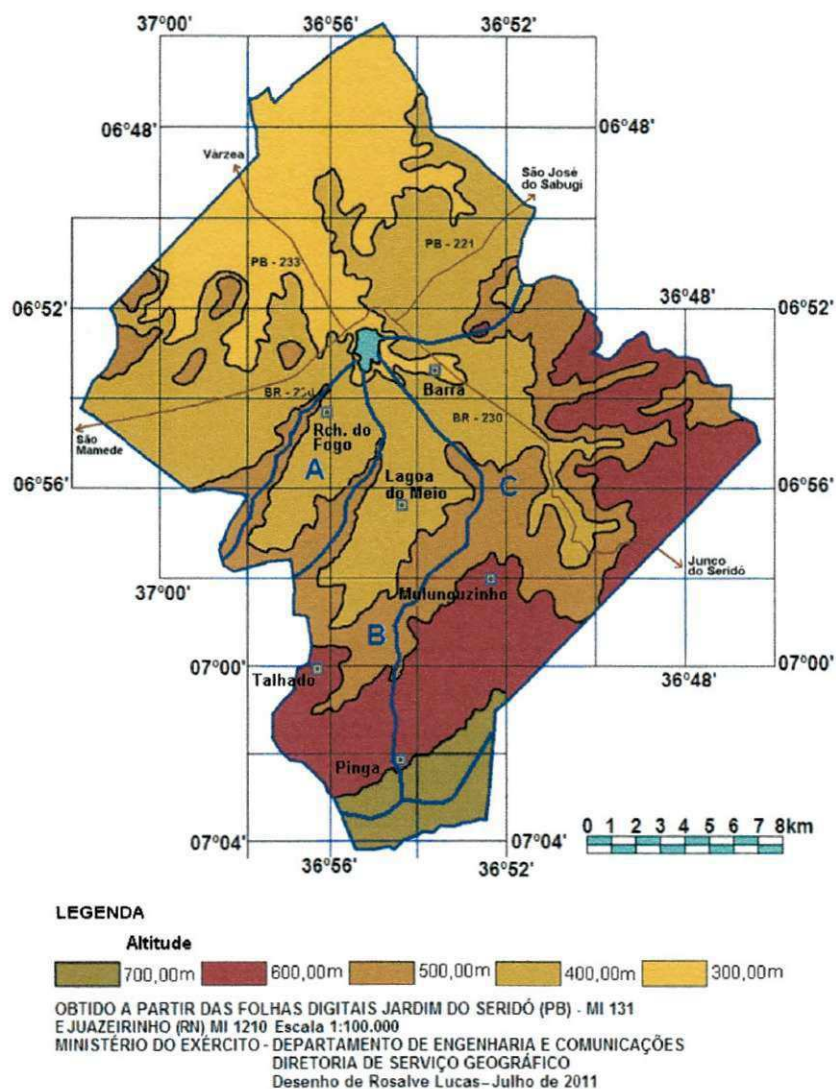 37°00' 36°56' 36°52'
06°48' 06°48'
Várzea
São José
do Sabugi
PB - 221
PB - 233
06°52' 06°52' 36°48'
Barra
BR - 230
BR - 230
São
Mamede
Rch. do
Fogo
A
Lagoa
do Meio
C
06°56' 06°56'
Junco
do Seridó
37°00' Mulunguzinho
B
07°00' 07°00'
Talhado 36°48'
Pinga
07°04' 07°04'
36°56' 36°52'
0 1 2 3 4 5 6 7 8km
LEGENDA
Altitude
700,00m 600,00m 500,00m 400,00m 300,00m
OBTIDO A PARTIR DAS FOLHAS DIGITAIS JARDIM DO SERIDÓ (PB) - MI 131
E JUAZEIRINHO (RN) MI 1210 Escala 1:100.000
MINISTÉRIO DO EXÉRCITO - DEPARTAMENTO DE ENGENHARIA E COMUNICAÇÕES
DIRETORIA DE SERVIÇO GEOGRÁFICO
Desenho de Rosalve Lucas – Julho de 2011